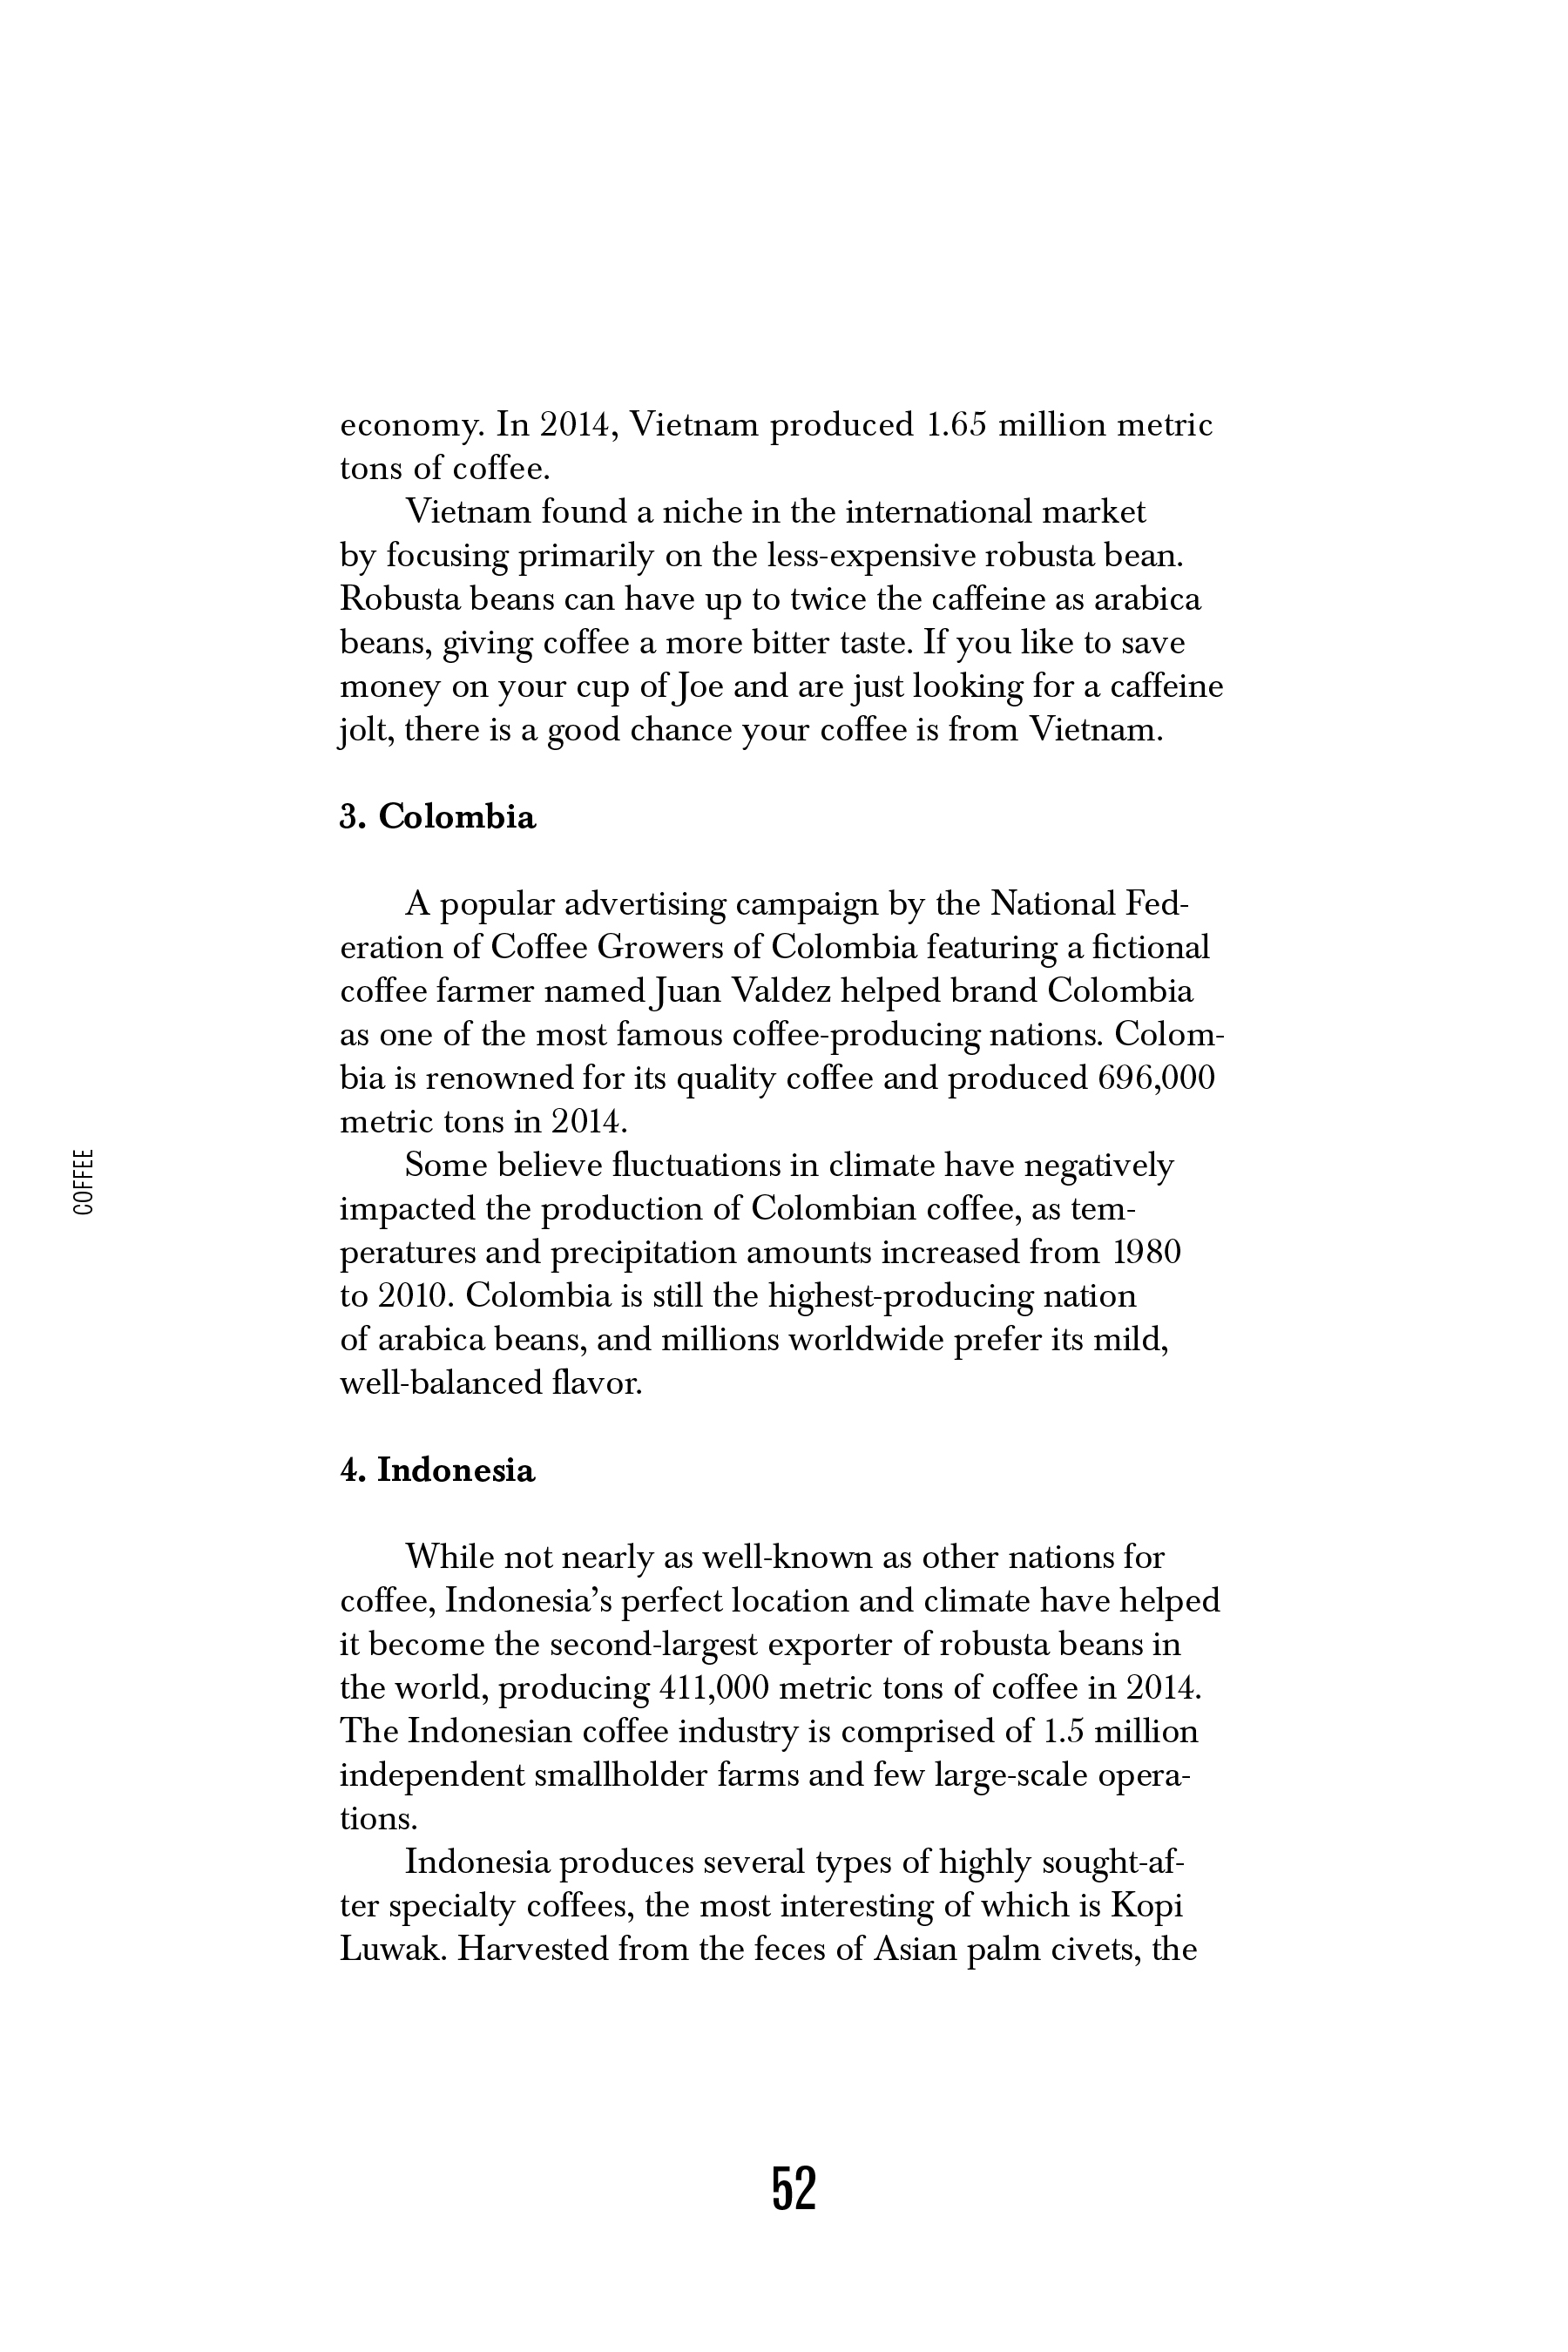 economy. In 2014, Vietnam produced 1.65 million metric
tons of coffee.
Vietnam found a niche in the international market
by focusing primarily on the less-expensive robusta bean.
Robusta beans can have up to twice the caffeine as arabica
beans, giving coffee a more bitter taste. If you like to save
money on your cup of Joe and are just looking for a caffeine
jolt, there is a good chance your coffee is from Vietnam.
3. Colombia
A popular advertising campaign by the National Fed-
eration of Coffee Growers of Colombia featuring a fictional
coffee farmer named Juan Valdez helped brand Colombia
as one of the most famous coffee-producing nations. Colom-
bia is renowned for its quality coffee and produced 696,000
metric tons in 2014.
Some believe fluctuations in climate have negatively
impacted the production of Colombian coffee, as tem-
peratures and precipitation amounts increased from 1980
to 2010. Colombia is still the highest-producing nation
of arabica beans, and millions worldwide prefer its mild,
well-balanced flavor.
4. Indonesia
While not nearly as well-known as other nations for
coffee, Indonesia’s perfect location and climate have helped
it become the second-largest exporter of robusta beans in
the world, producing 411,000 metric tons of coffee in 2014.
The Indonesian coffee industry is comprised of 1.5 million
independent smallholder farms and few large-scale opera-
tions.
Indonesia produces several types of highly sought-af-
ter specialty coffees, the most interesting of which is Kopi
Luwak. Harvested from the feces of Asian palm civets, the
COFFEE
52